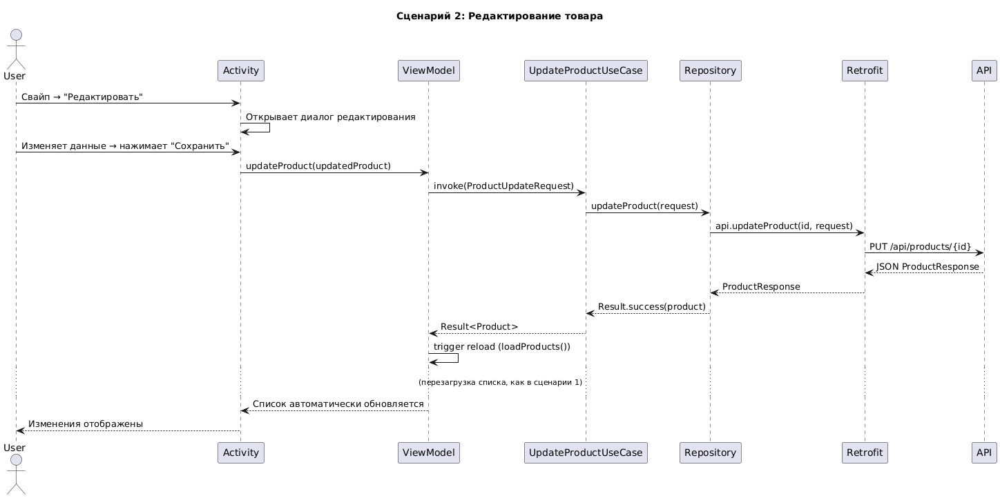 Сценарий 2: Редактирование товара
User
Activity
ViewModel
UpdateProductUseCase
Repository
Retrofit
API
Свайп → "Редактировать"
Открывает диалог редактирования
Изменяет данные → нажимает "Сохранить"
updateProduct(updatedProduct)
invoke(ProductUpdateRequest)
updateProduct(request)
api.updateProduct(id, request)
PUT /api/products/{id}
JSON ProductResponse
ProductResponse
Result.success(product)
Result<Product>
trigger reload (loadProducts())
(перезагрузка списка, как в сценарии 1)
Список автоматически обновляется
Изменения отображены
User
Activity
ViewModel
UpdateProductUseCase
Repository
Retrofit
API